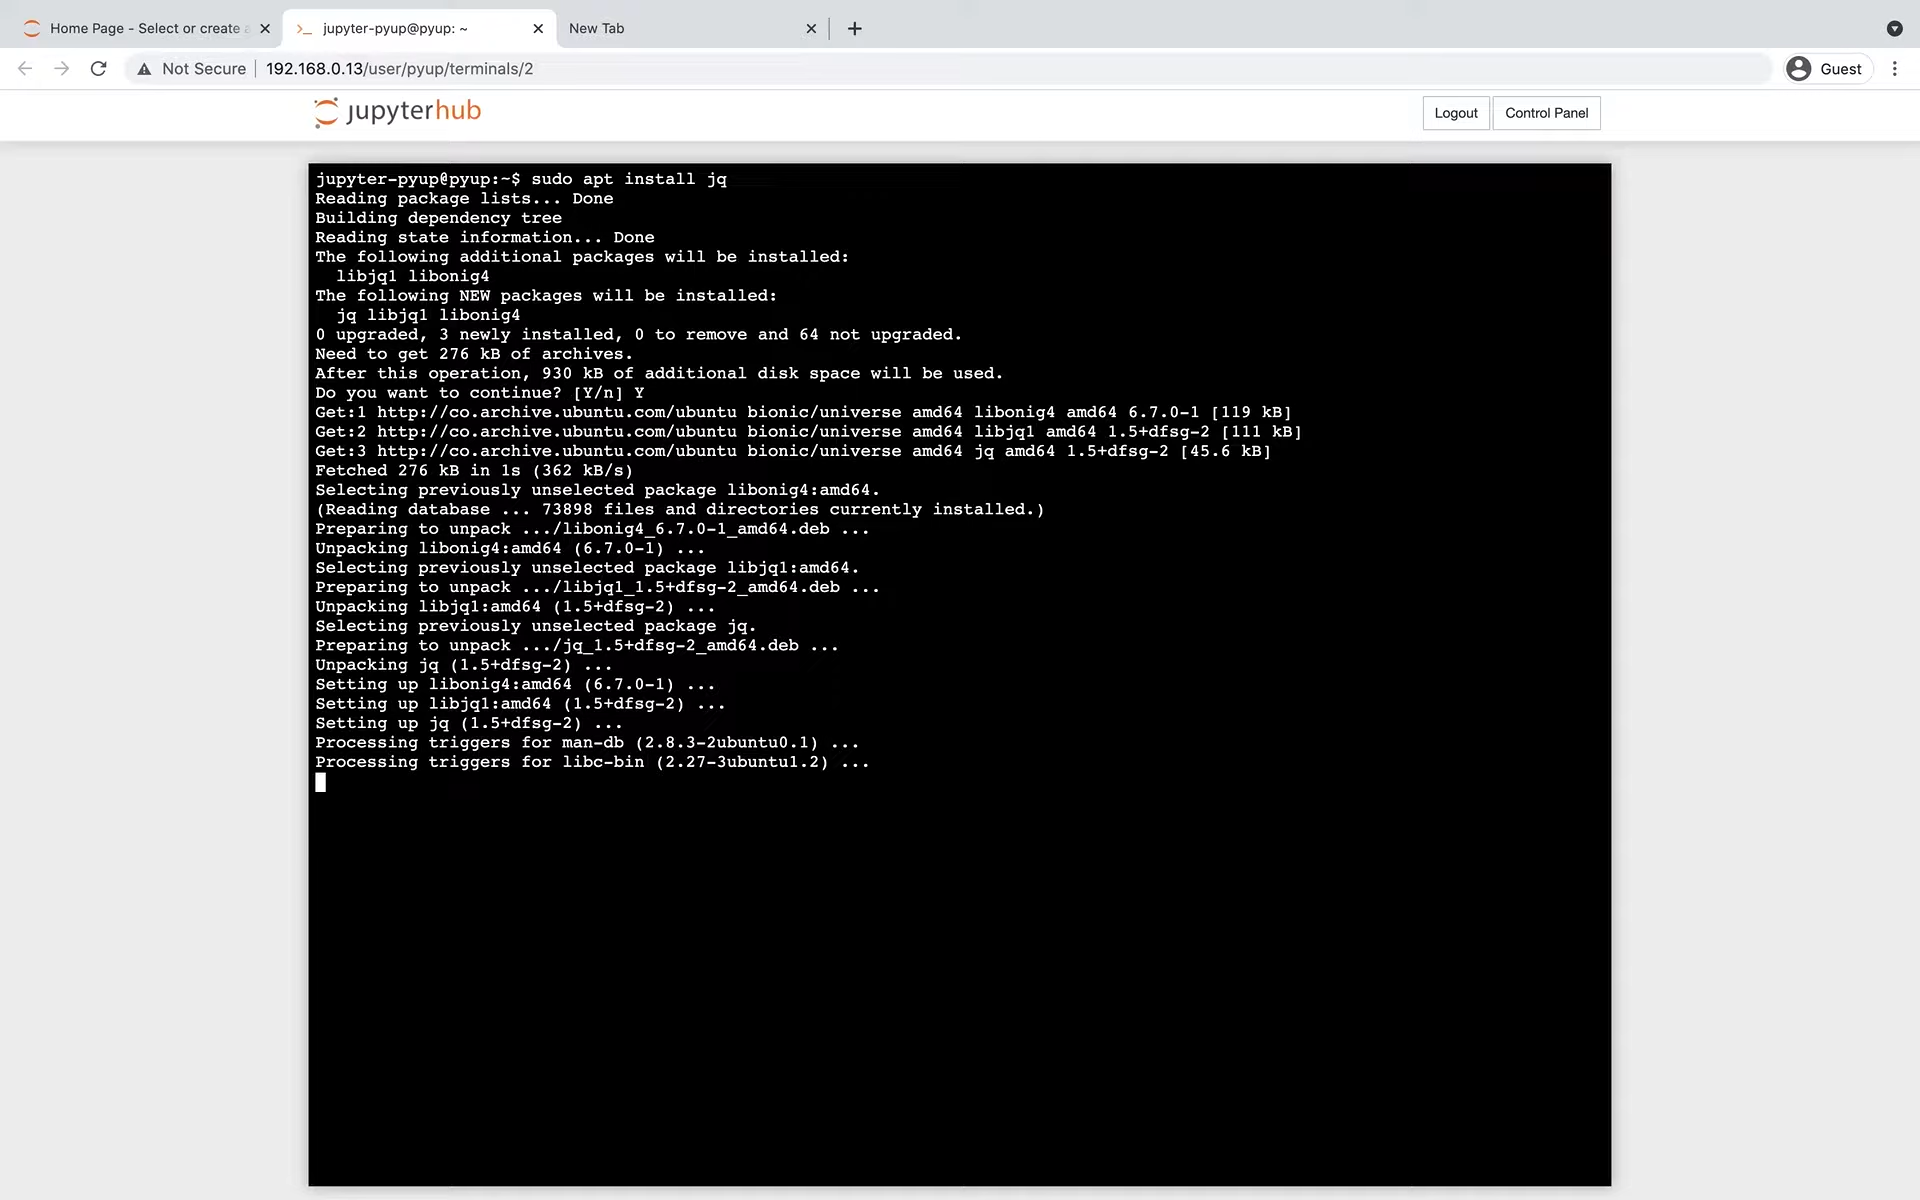 Home Page - Select or create a
jupyter-pyup@pyup: ~
New Tab
Not Secure
192.168.0.13/user/pyup/terminals/2
Guest
jupyterhub
Logout
Control Panel
jupyter-pyup@pyup:~$ sudo apt install jq
Reading package lists... Done
Building dependency tree
Reading state information... Done
The following additional packages will be installed:
  libjq1 libonig4
The following NEW packages will be installed:
  jq libjq1 libonig4
0 upgraded, 3 newly installed, 0 to remove and 64 not upgraded.
Need to get 276 kB of archives.
After this operation, 930 kB of additional disk space will be used.
Do you want to continue? [Y/n] Y
Get:1 http://co.archive.ubuntu.com/ubuntu bionic/universe amd64 libonig4 amd64 6.7.0-1 [119 kB]
Get:2 http://co.archive.ubuntu.com/ubuntu bionic/universe amd64 libjq1 amd64 1.5+dfsg-2 [111 kB]
Get:3 http://co.archive.ubuntu.com/ubuntu bionic/universe amd64 jq amd64 1.5+dfsg-2 [45.6 kB]
Fetched 276 kB in 1s (362 kB/s)
Selecting previously unselected package libonig4:amd64.
(Reading database ... 73898 files and directories currently installed.)
Preparing to unpack .../libonig4_6.7.0-1_amd64.deb ...
Unpacking libonig4:amd64 (6.7.0-1) ...
Selecting previously unselected package libjq1:amd64.
Preparing to unpack .../libjq1_1.5+dfsg-2_amd64.deb ...
Unpacking libjq1:amd64 (1.5+dfsg-2) ...
Selecting previously unselected package jq.
Preparing to unpack .../jq_1.5+dfsg-2_amd64.deb ...
Unpacking jq (1.5+dfsg-2) ...
Setting up libonig4:amd64 (6.7.0-1) ...
Setting up libjq1:amd64 (1.5+dfsg-2) ...
Setting up jq (1.5+dfsg-2) ...
Processing triggers for man-db (2.8.3-2ubuntu0.1) ...
Processing triggers for libc-bin (2.27-3ubuntu1.2) ...